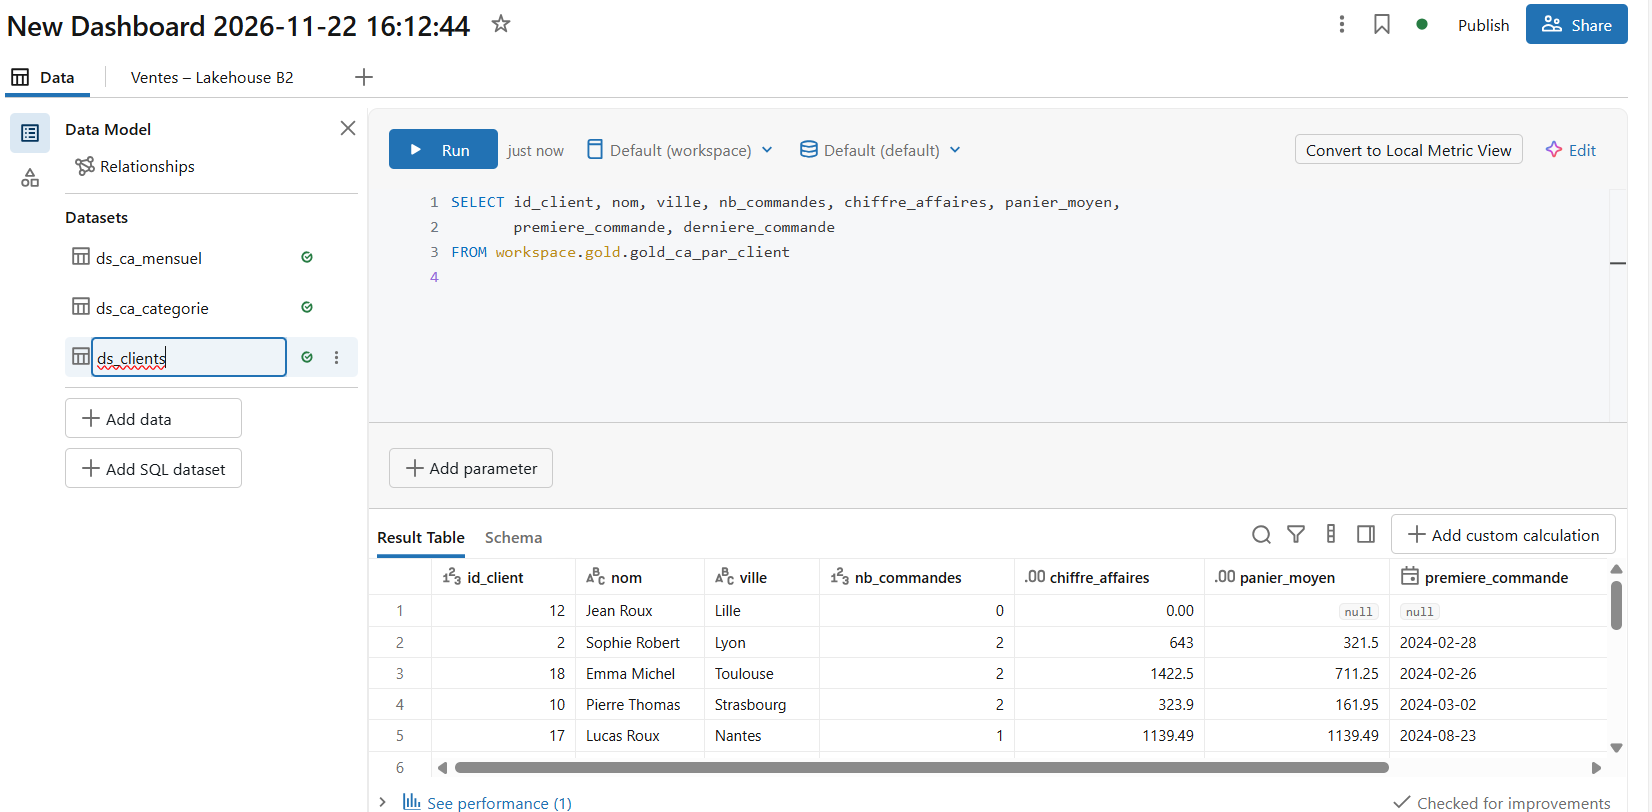 New Dashboard 2026-11-22 16:12:44
Publish
Share
Data
Ventes – Lakehouse B2
Data Model
Relationships
Datasets
ds_ca_mensuel
ds_ca_categorie
ds_clients
Add data
Add SQL dataset
Run just now Default (workspace) Default (default) Convert to Local Metric View Edit
1 SELECT id_client, nom, ville, nb_commandes, chiffre_affaires, panier_moyen,
2 premiere_commande, derniere_commande
3 FROM workspace.gold.gold_ca_par_client
4
Add parameter
Result Table Schema Add custom calculation
123 id_client ABC nom ABC ville 123 nb_commandes .00 chiffre_affaires .00 panier_moyen premiere_commande
1 12 Jean Roux Lille 0 0.00 null null
2 2 Sophie Robert Lyon 2 643 321.5 2024-02-28
3 18 Emma Michel Toulouse 2 1422.5 711.25 2024-02-26
4 10 Pierre Thomas Strasbourg 2 323.9 161.95 2024-03-02
5 17 Lucas Roux Nantes 1 1139.49 1139.49 2024-08-23
6
See performance (1) Checked for improvements